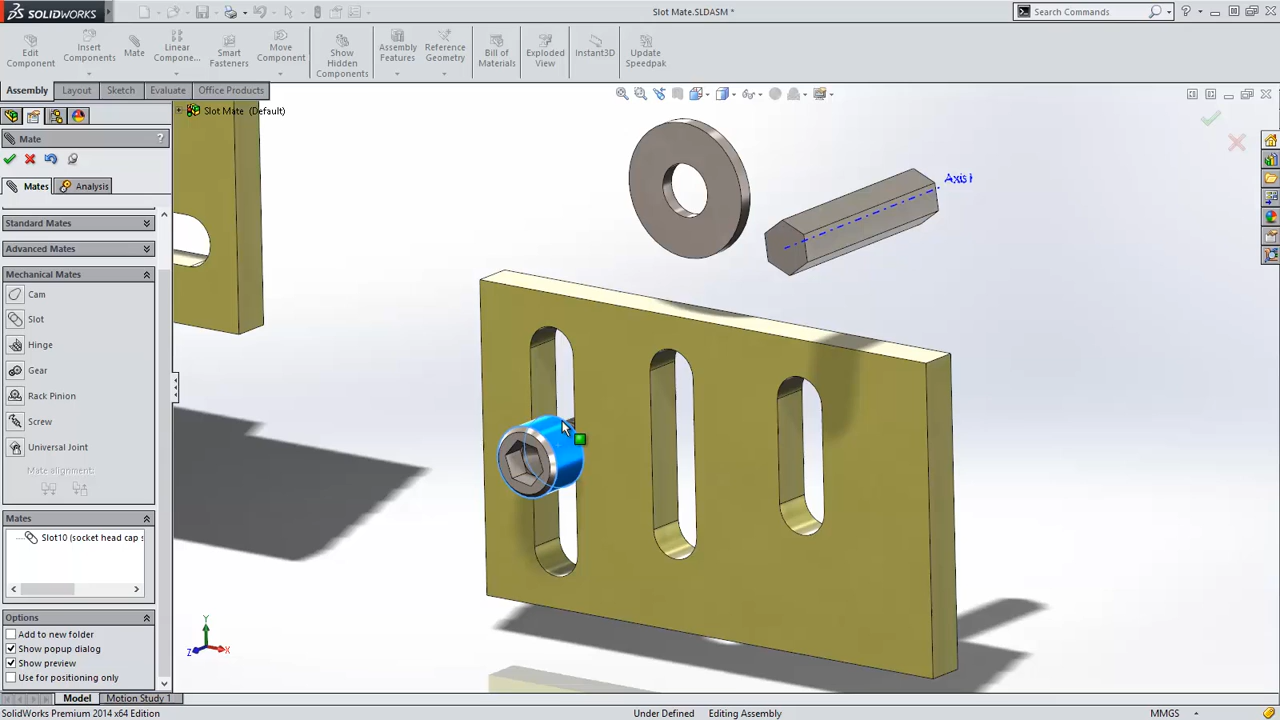 SOLIDWORKS
Slot Mate.SLDASM *
Search Commands
Edit Component
Insert Components
Mate
Linear Compone...
Smart Fasteners
Move Component
Show Hidden Components
Assembly Features
Reference Geometry
Bill of Materials
Exploded View
Instant3D
Update Speedpak
Assembly
Layout
Sketch
Evaluate
Office Products
Slot Mate (Default)
Mate
?
Mates
Analysis
Standard Mates
Advanced Mates
Mechanical Mates
Cam
Slot
Hinge
Gear
Rack Pinion
Screw
Universal Joint
Mate alignment:
Mates
Slot10 (socket head cap s
Options
Add to new folder
Show popup dialog
Show preview
Use for positioning only
Axis1
Y
X
Z
Model
Motion Study 1
SolidWorks Premium 2014 x64 Edition
Under Defined
Editing Assembly
MMGS